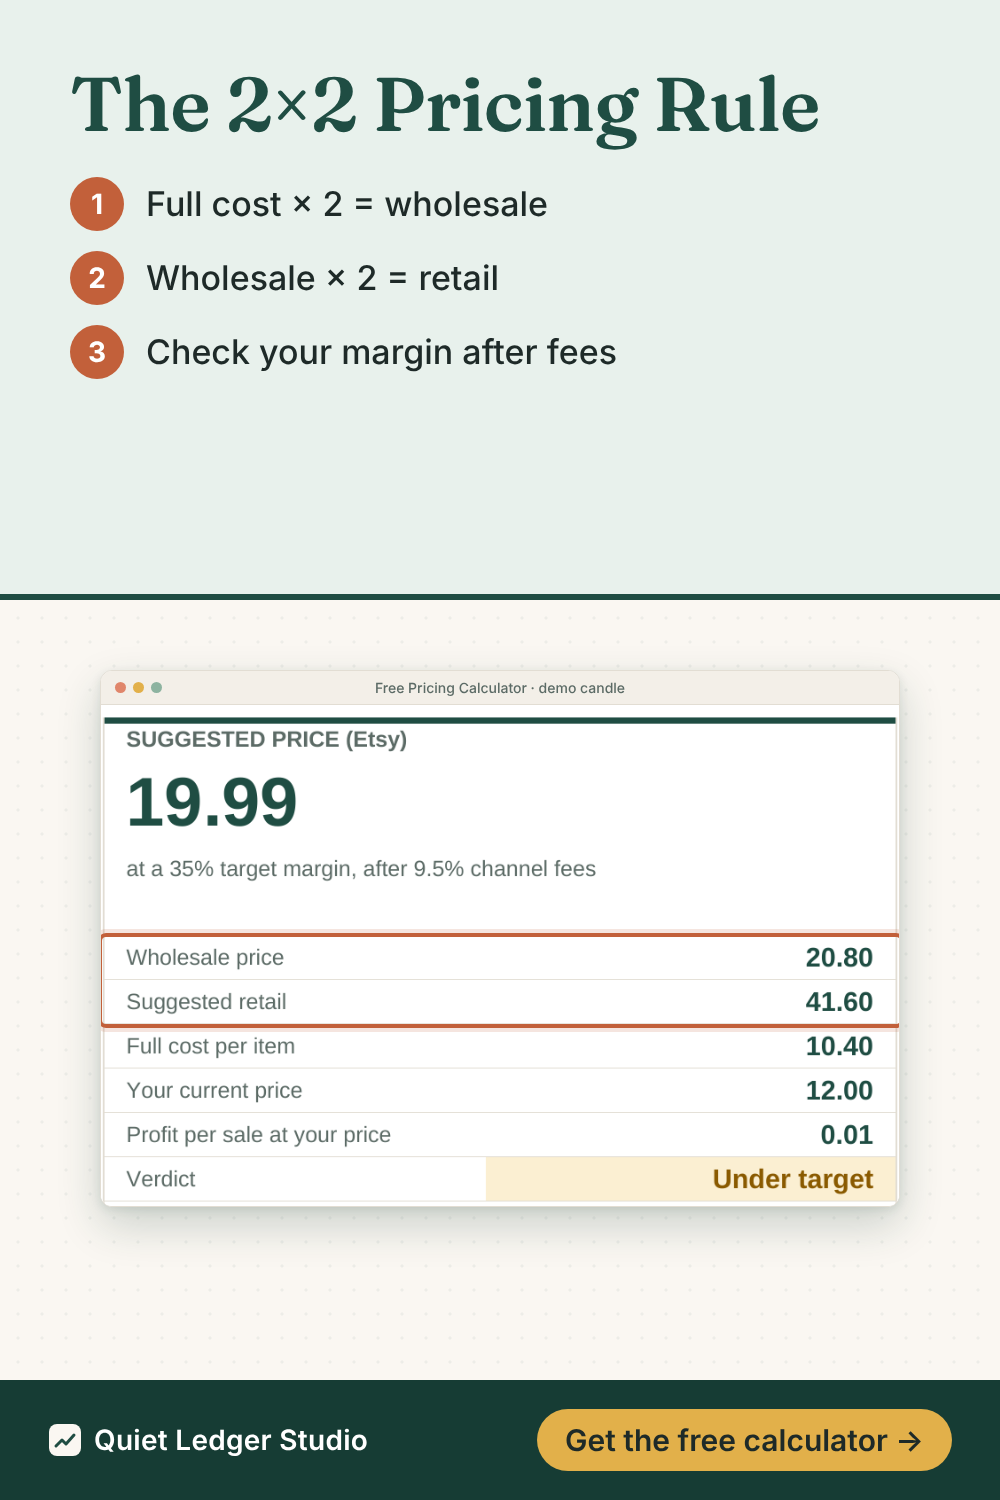 The 2×2 Pricing Rule
1 Full cost × 2 = wholesale
2 Wholesale × 2 = retail
3 Check your margin after fees
Free Pricing Calculator · demo candle
SUGGESTED PRICE (Etsy)
19.99
at a 35% target margin, after 9.5% channel fees
Wholesale price 20.80
Suggested retail 41.60
Full cost per item 10.40
Your current price 12.00
Profit per sale at your price 0.01
Verdict Under target
Quiet Ledger Studio
Get the free calculator →